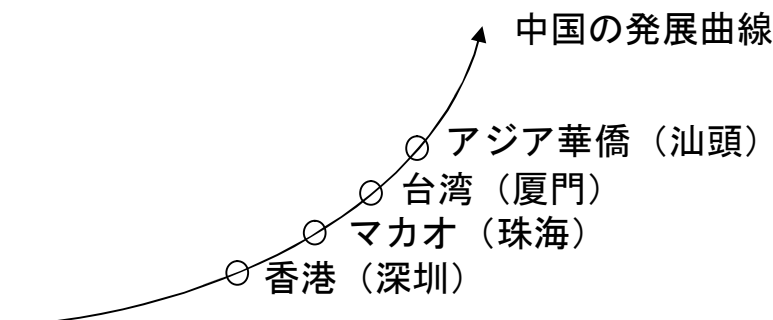 中国の発展曲線
アジア華僑（汕頭）
台湾（厦門）
マカオ（珠海）
香港（深圳）